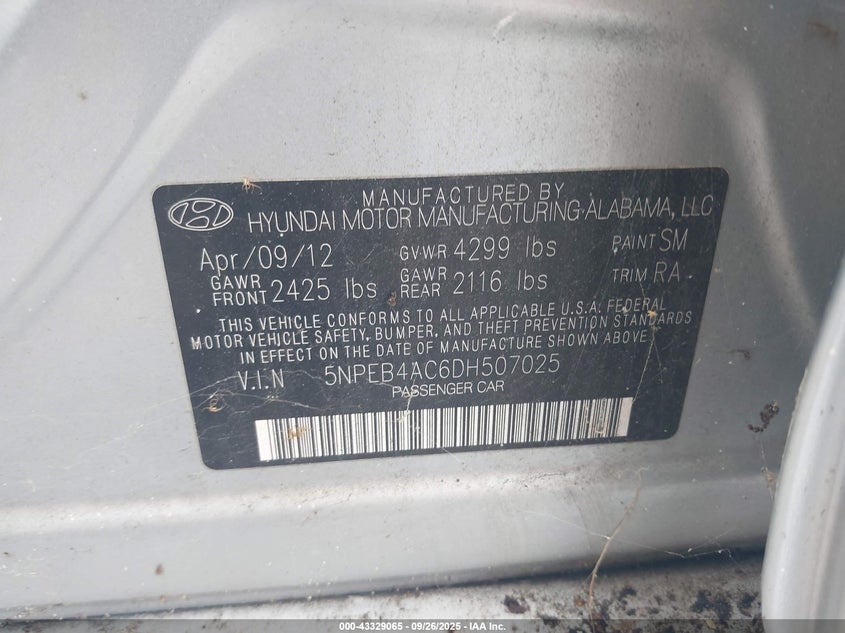 MANUFACTURED BY
HYUNDAI MOTOR MANUFACTURING ALABAMA, LLC
Apr/09/12 GVWR 4299 lbs PAINT SM
GAWR FRONT 2425 lbs GAWR REAR 2116 lbs TRIM RA
THIS VEHICLE CONFORMS TO ALL APPLICABLE U.S.A. FEDERAL
MOTOR VEHICLE SAFETY, BUMPER, AND THEFT PREVENTION STANDARDS
IN EFFECT ON THE DATE OF MANUFACTURE SHOWN ABOVE
V.I.N 5NPEB4AC6DH507025
PASSENGER CAR
000-43329065 - 09/26/2025 - IAA Inc.